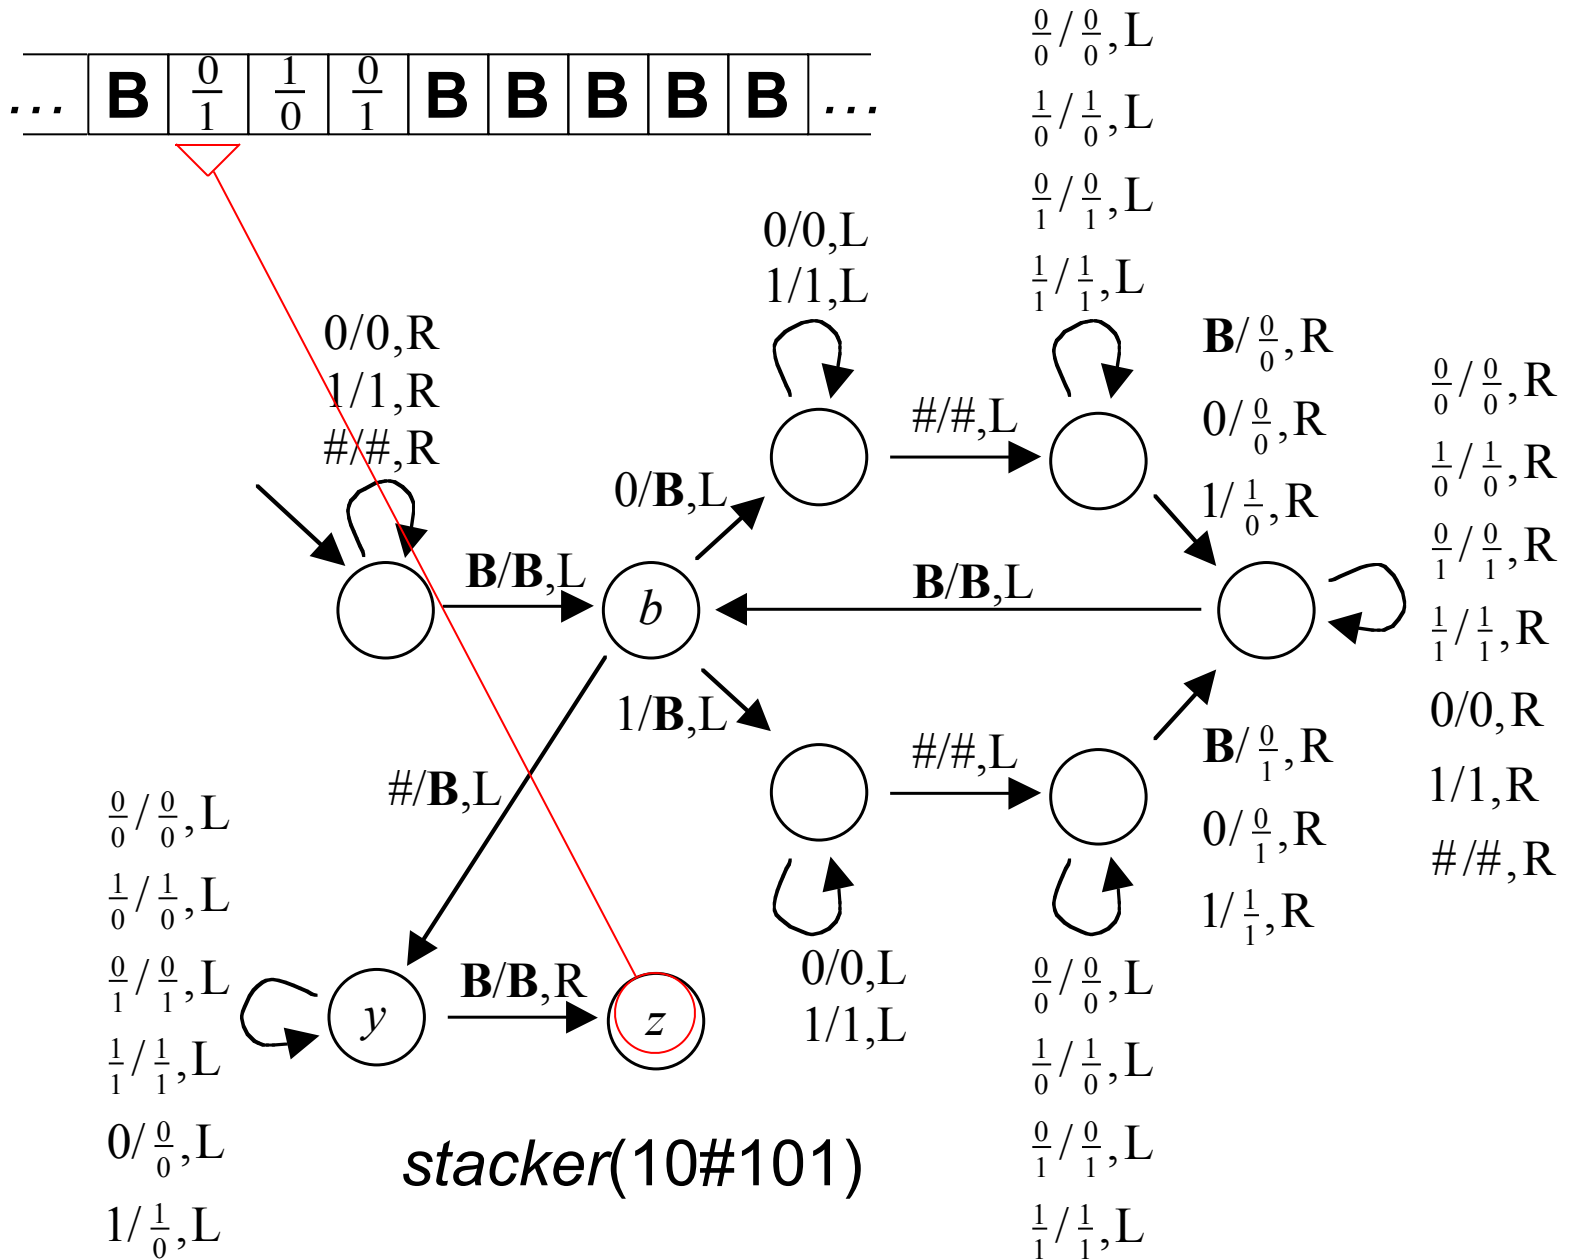 ... B 0/1 1/0 0/1 B B B B B ...
0/0 / 0/0, L
1/0 / 1/0, L
0/1 / 0/1, L
1/1 / 1/1, L
0/0,L
1/1,L
0/0,R
1/1,R
#/#,R
B/ 0/0, R
0/ 0/0, R
1/ 1/0, R
0/0 / 0/0, R
1/0 / 1/0, R
0/1 / 0/1, R
1/1 / 1/1, R
0/0, R
1/1, R
#/#, R
#/#,L
0/B,L
B/B,L
b
B/B,L
1/B,L
#/#,L
B/ 0/1, R
0/ 0/1, R
1/ 1/1, R
#/B,L
0/0 / 0/0, L
1/0 / 1/0, L
0/1 / 0/1, L
1/1 / 1/1, L
0/ 0/0, L
1/ 1/0, L
y
B/B,R
z
0/0,L
1/1,L
0/0 / 0/0, L
1/0 / 1/0, L
0/1 / 0/1, L
1/1 / 1/1, L
stacker(10#101)